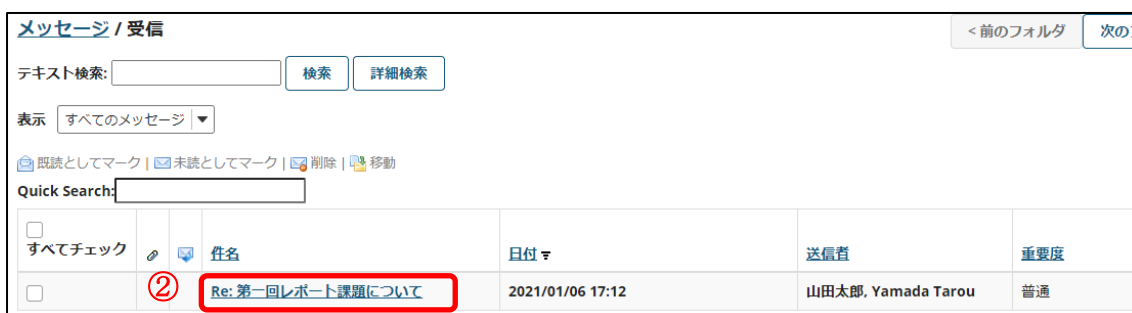 メッセージ / 受信 < 前のフォルダ 次の
テキスト検索: 検索 詳細検索
表示 すべてのメッセージ
既読としてマーク | 未読としてマーク | 削除 | 移動
Quick Search:
すべてチェック 件名 日付 送信者 重要度
② Re: 第一回レポート課題について 2021/01/06 17:12 山田太郎, Yamada Tarou 普通